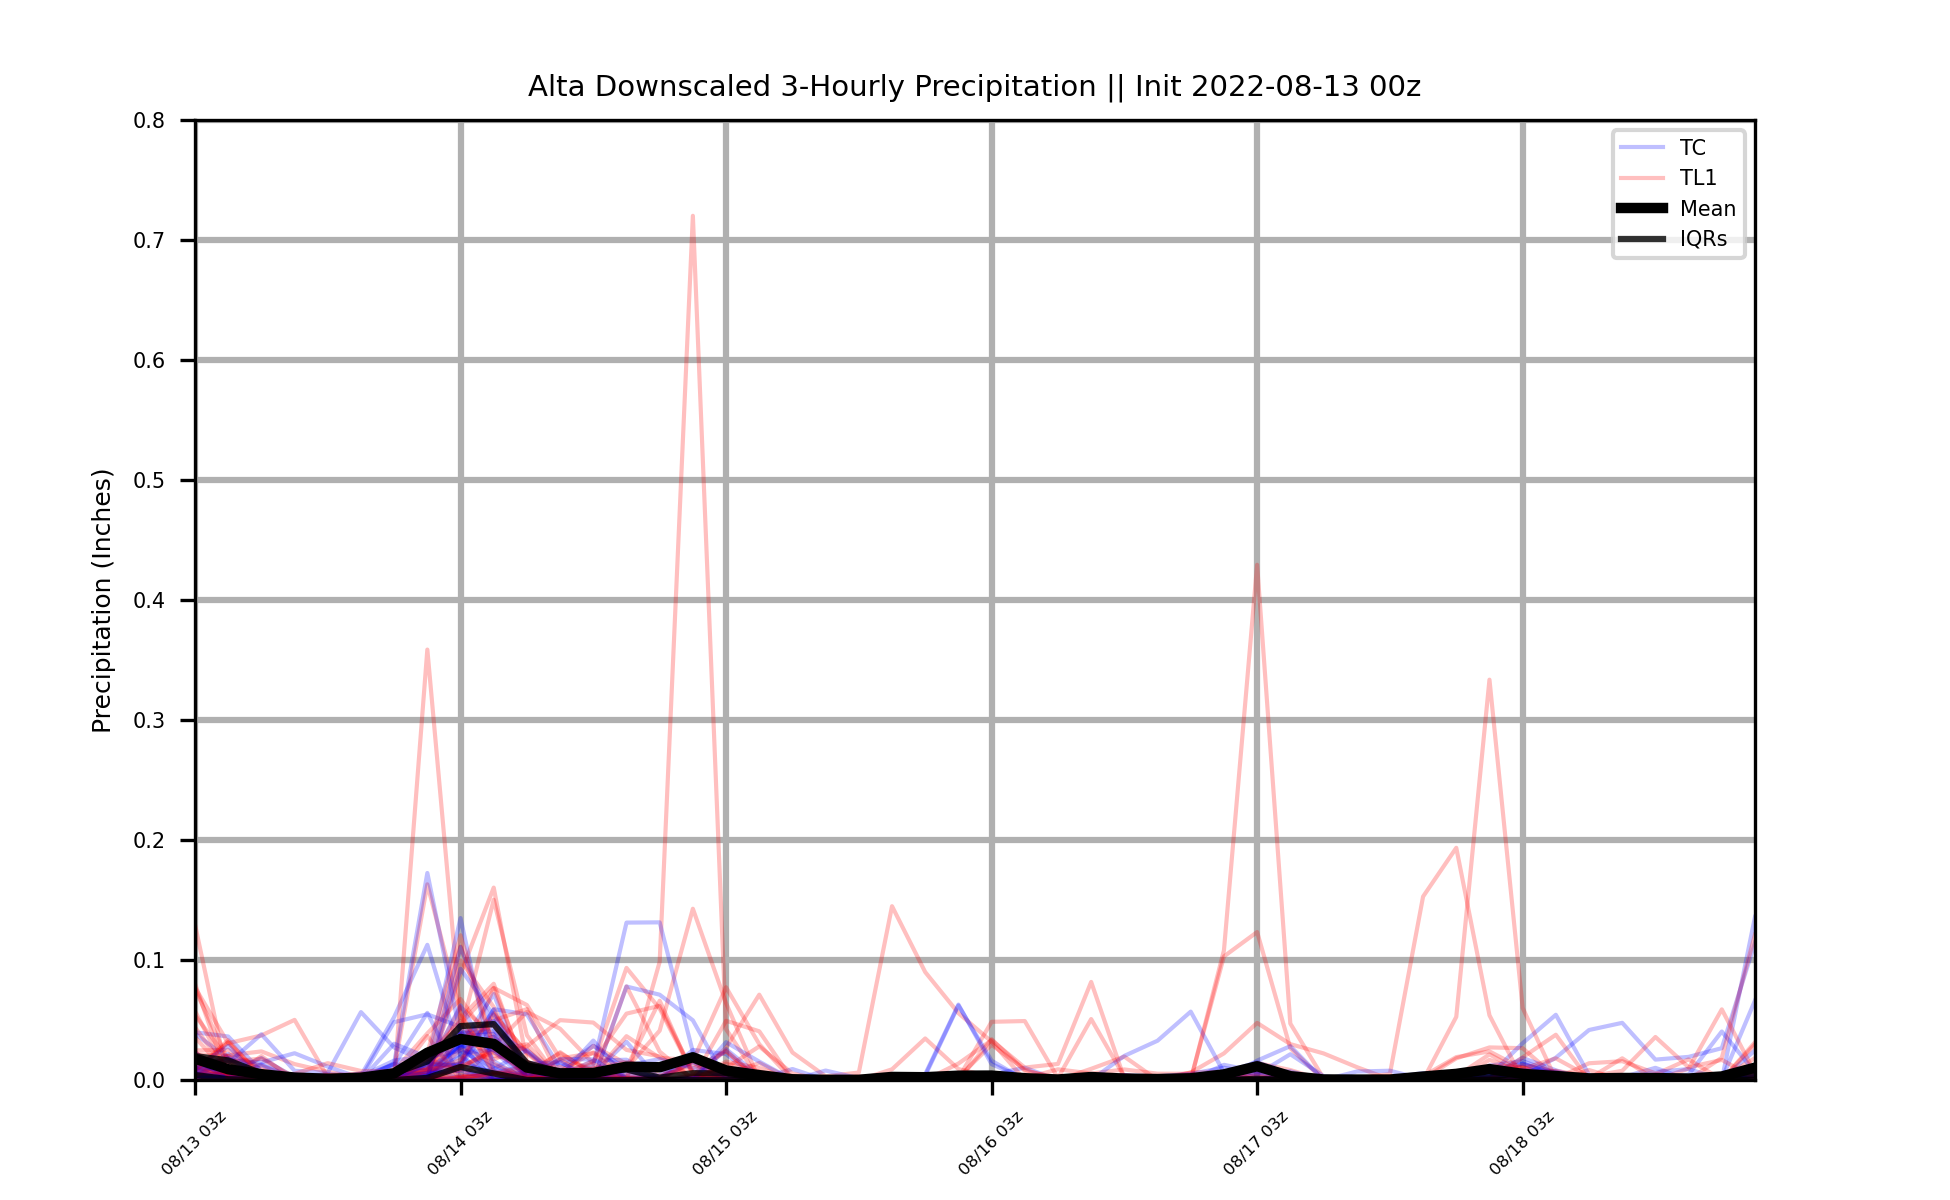 Alta Downscaled 3-Hourly Precipitation || Init 2022-08-13 00z
TC
TL1
Mean
IQRs
Precipitation (Inches)
0.8
0.7
0.6
0.5
0.4
0.3
0.2
0.1
0.0
08/13 03z
08/14 03z
08/15 03z
08/16 03z
08/17 03z
08/18 03z